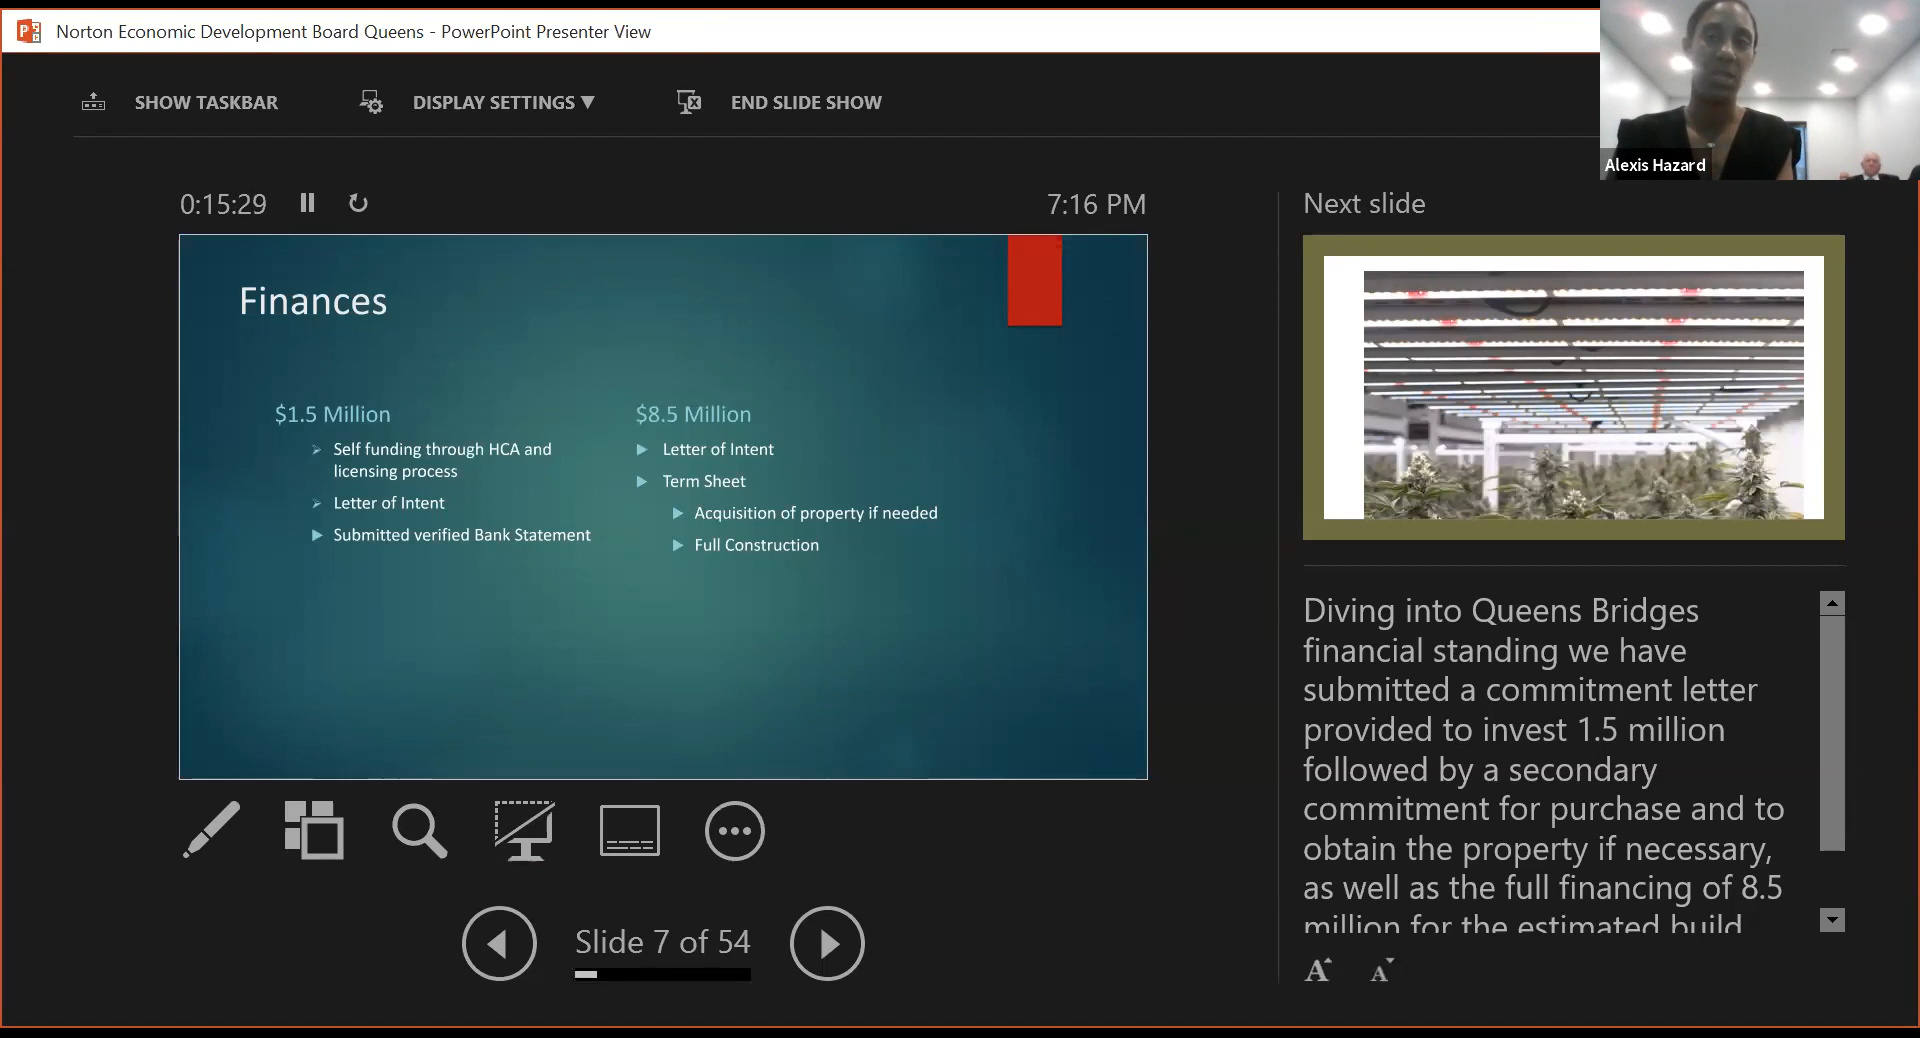 Norton Economic Development Board Queens - PowerPoint Presenter View
SHOW TASKBAR
DISPLAY SETTINGS ▼
END SLIDE SHOW
Alexis Hazard
0:15:29
7:16 PM
Finances
$1.5 Million
Self funding through HCA and
licensing process
Letter of Intent
Submitted verified Bank Statement
$8.5 Million
Letter of Intent
Term Sheet
Acquisition of property if needed
Full Construction
Slide 7 of 54
Next slide
Diving into Queens Bridges
financial standing we have
submitted a commitment letter
provided to invest 1.5 million
followed by a secondary
commitment for purchase and to
obtain the property if necessary,
as well as the full financing of 8.5
million for the estimated build
A A